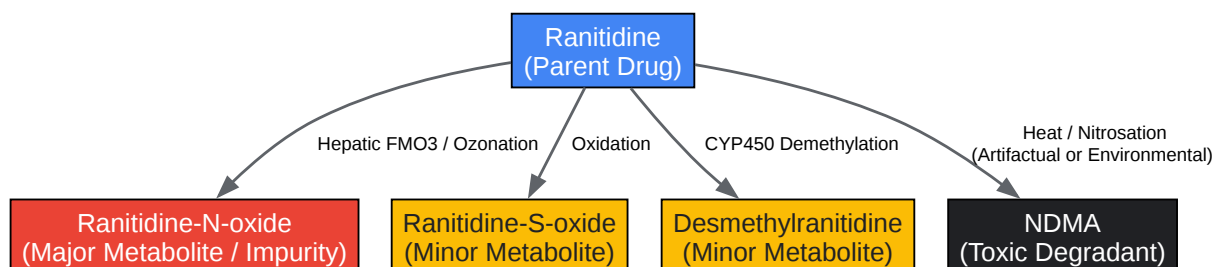 Ranitidine
(Parent Drug)
Hepatic FMO3 / Ozonation
Oxidation
CYP450 Demethylation
Heat / Nitrosation
(Artifactual or Environmental)
Ranitidine-N-oxide
(Major Metabolite / Impurity)
Ranitidine-S-oxide
(Minor Metabolite)
Desmethylranitidine
(Minor Metabolite)
NDMA
(Toxic Degradant)